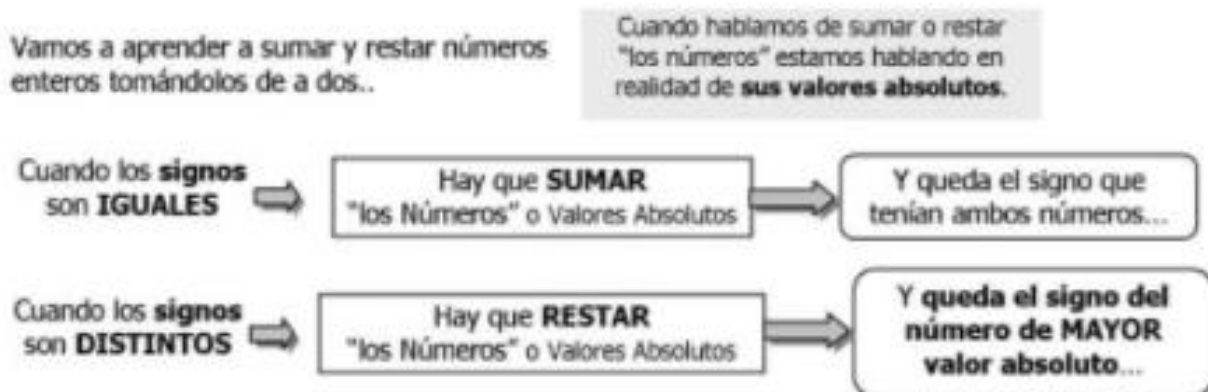 Vamos a aprender a sumar y restar números
enteros tomándolos de a dos..
Cuando hablamos de sumar o restar
"los números" estamos hablando en
realidad de sus valores absolutos.
Cuando los signos
son IGUALES
Hay que SUMAR
"los Números" o Valores Absolutos
Y queda el signo que
tenían ambos números...
Cuando los signos
son DISTINTOS
Hay que RESTAR
"los Números" o Valores Absolutos
Y queda el signo del
número de MAYOR
valor absoluto...